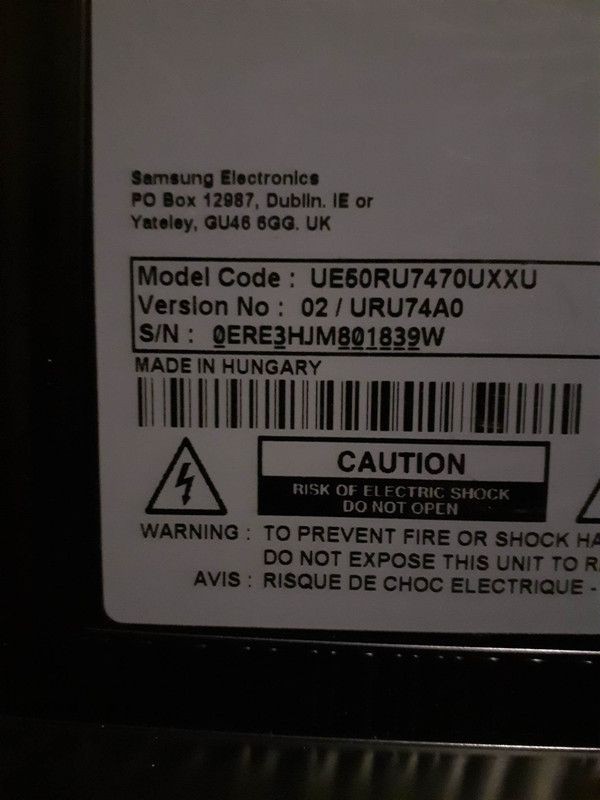 Samsung Electronics
PO Box 12987, Dublin. IE or
Yateley, GU46 6GG. UK
Model Code : UE50RU7470UXXU
Version No : 02 / URU74A0
S/N : 0ERE3HJM801839W
MADE IN HUNGARY
CAUTION
RISK OF ELECTRIC SHOCK
DO NOT OPEN
WARNING : TO PREVENT FIRE OR SHOCK HA
DO NOT EXPOSE THIS UNIT TO R
AVIS : RISQUE DE CHOC ELECTRIQUE -